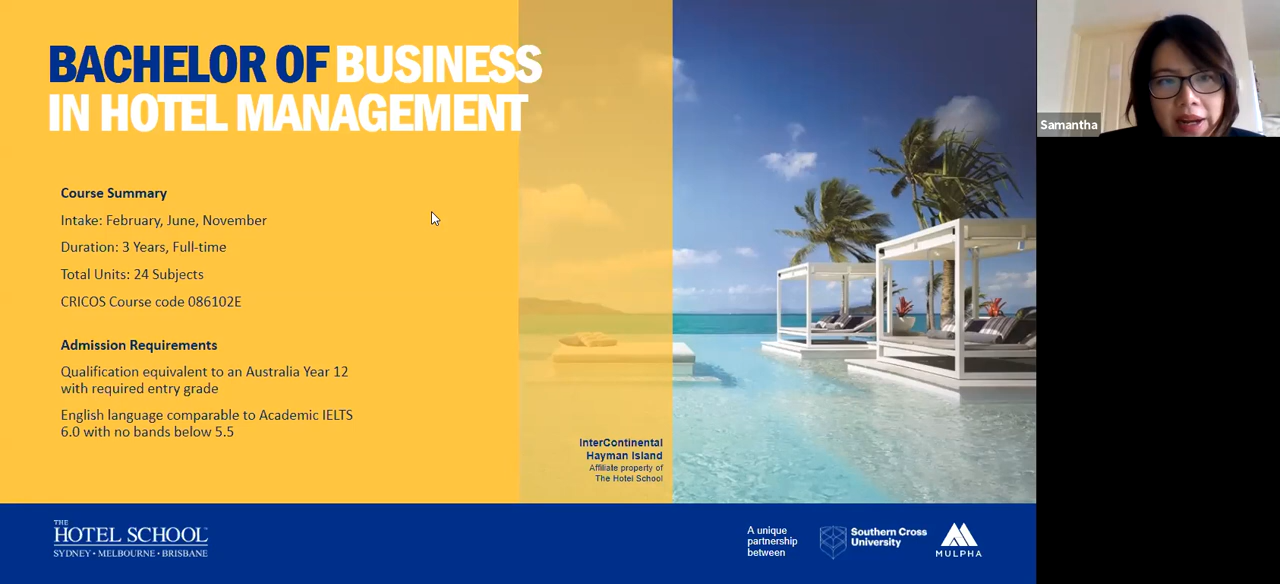 BACHELOR OF BUSINESS
IN HOTEL MANAGEMENT
Course Summary
Intake: February, June, November
Duration: 3 Years, Full-time
Total Units: 24 Subjects
CRICOS Course code 086102E
Admission Requirements
Qualification equivalent to an Australia Year 12
with required entry grade
English language comparable to Academic IELTS
6.0 with no bands below 5.5
InterContinental
Hayman Island
Affiliate property of
The Hotel School
THE
HOTEL SCHOOL
SYDNEY • MELBOURNE • BRISBANE
A unique
partnership
between
Southern Cross
University
MULPHA
Samantha